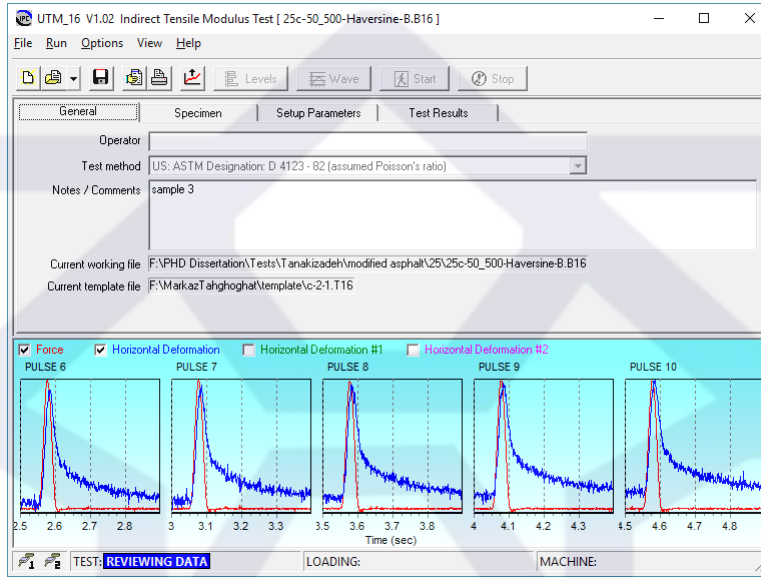 IPC UTM_16 V1.02 Indirect Tensile Modulus Test [ 25c-50_500-Haversine-B.B16 ]
File Run Options View Help
Levels Wave Start Stop
General Specimen Setup Parameters Test Results
Operator
Test method US: ASTM Designation: D 4123 - 82 (assumed Poisson's ratio)
Notes / Comments sample 3
Current working file F:\PHD Dissertation\Tests\Tanakizadeh\modified asphalt\25\25c-50_500-Haversine-B.B16
Current template file F:\MarkazTahghoghat\template\c-2-1.T16
Force Horizontal Deformation Horizontal Deformation #1 Horizontal Deformation #2
PULSE 6 PULSE 7 PULSE 8 PULSE 9 PULSE 10
2.5 2.6 2.7 2.8 3 3.1 3.2 3.3 3.5 3.6 3.7 3.8 4 4.1 4.2 4.3 4.5 4.6 4.7 4.8
Time (sec)
1 2 TEST: REVIEWING DATA LOADING: MACHINE: